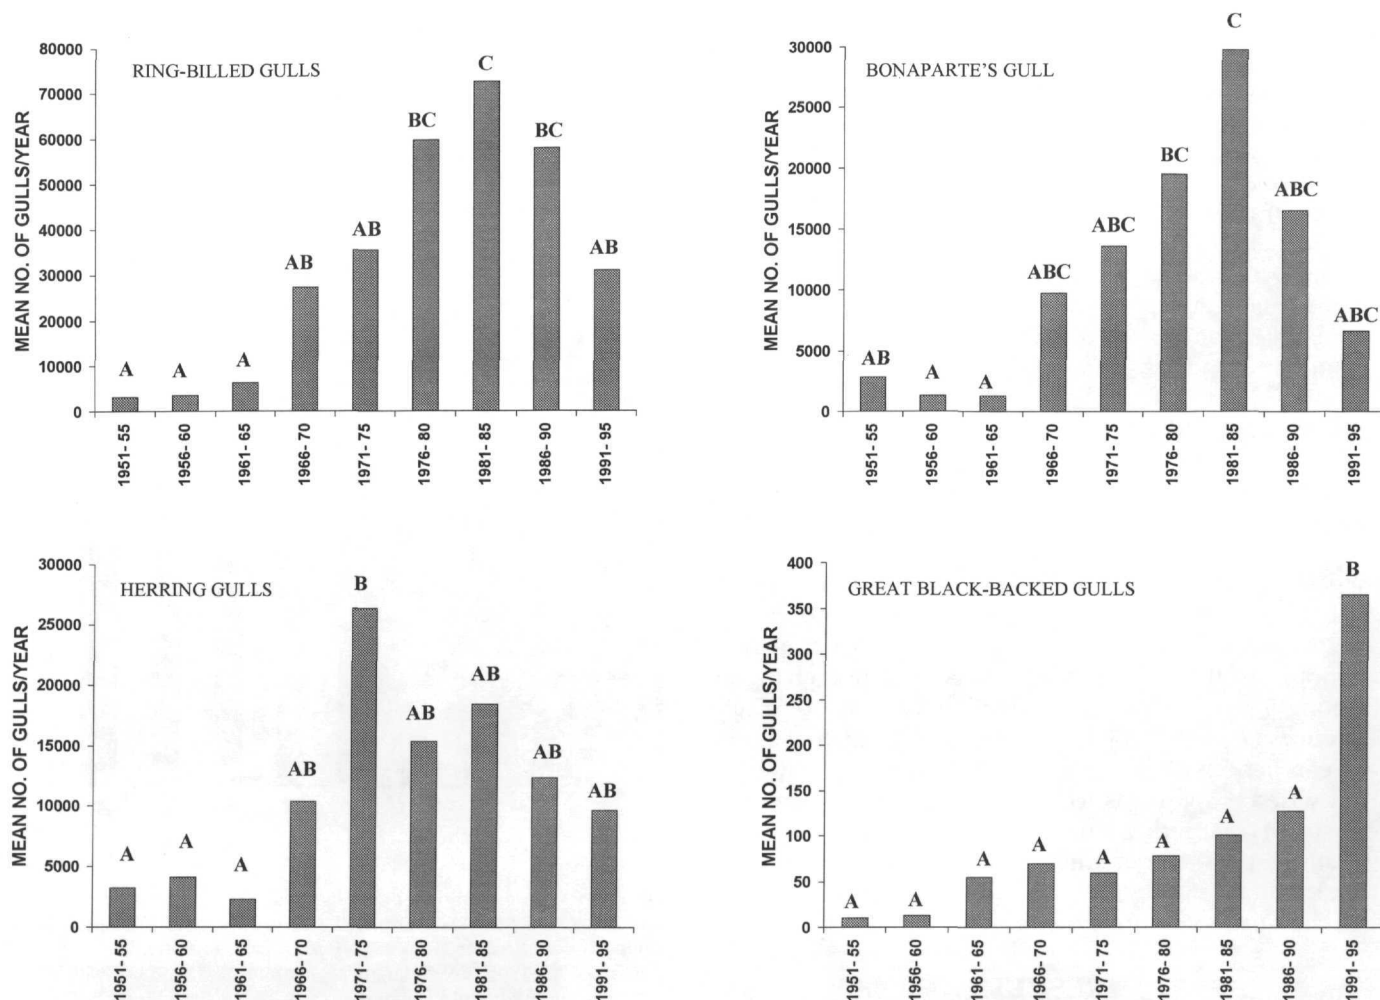 RING-BILLED GULLS
MEAN NO. OF GULLS/YEAR
80000
70000
60000
50000
40000
30000
20000
10000
0
A
A
A
AB
AB
BC
C
BC
AB
1951- 55
1956- 60
1961- 65
1966- 70
1971- 75
1976- 80
1981- 85
1986- 90
1991- 95
BONAPARTE'S GULL
MEAN NO. OF GULLS/YEAR
30000
25000
20000
15000
10000
5000
0
AB
A
A
ABC
ABC
BC
C
ABC
ABC
1951- 55
1956- 60
1961- 65
1966- 70
1971- 75
1976- 80
1981- 85
1986- 90
1991- 95
HERRING GULLS
MEAN NO. OF GULLS/YEAR
30000
25000
20000
15000
10000
5000
0
A
A
A
AB
B
AB
AB
AB
AB
1951- 55
1956- 60
1961- 65
1966- 70
1971- 75
1976- 80
1981- 85
1986- 90
1991- 95
GREAT BLACK-BACKED GULLS
MEAN NO. OF GULLS/YEAR
400
350
300
250
200
150
100
50
0
A
A
A
A
A
A
A
A
B
1951- 55
1956- 60
1961- 65
1966- 70
1971- 75
1976-80
1981- 85
1986- 90
1991- 95